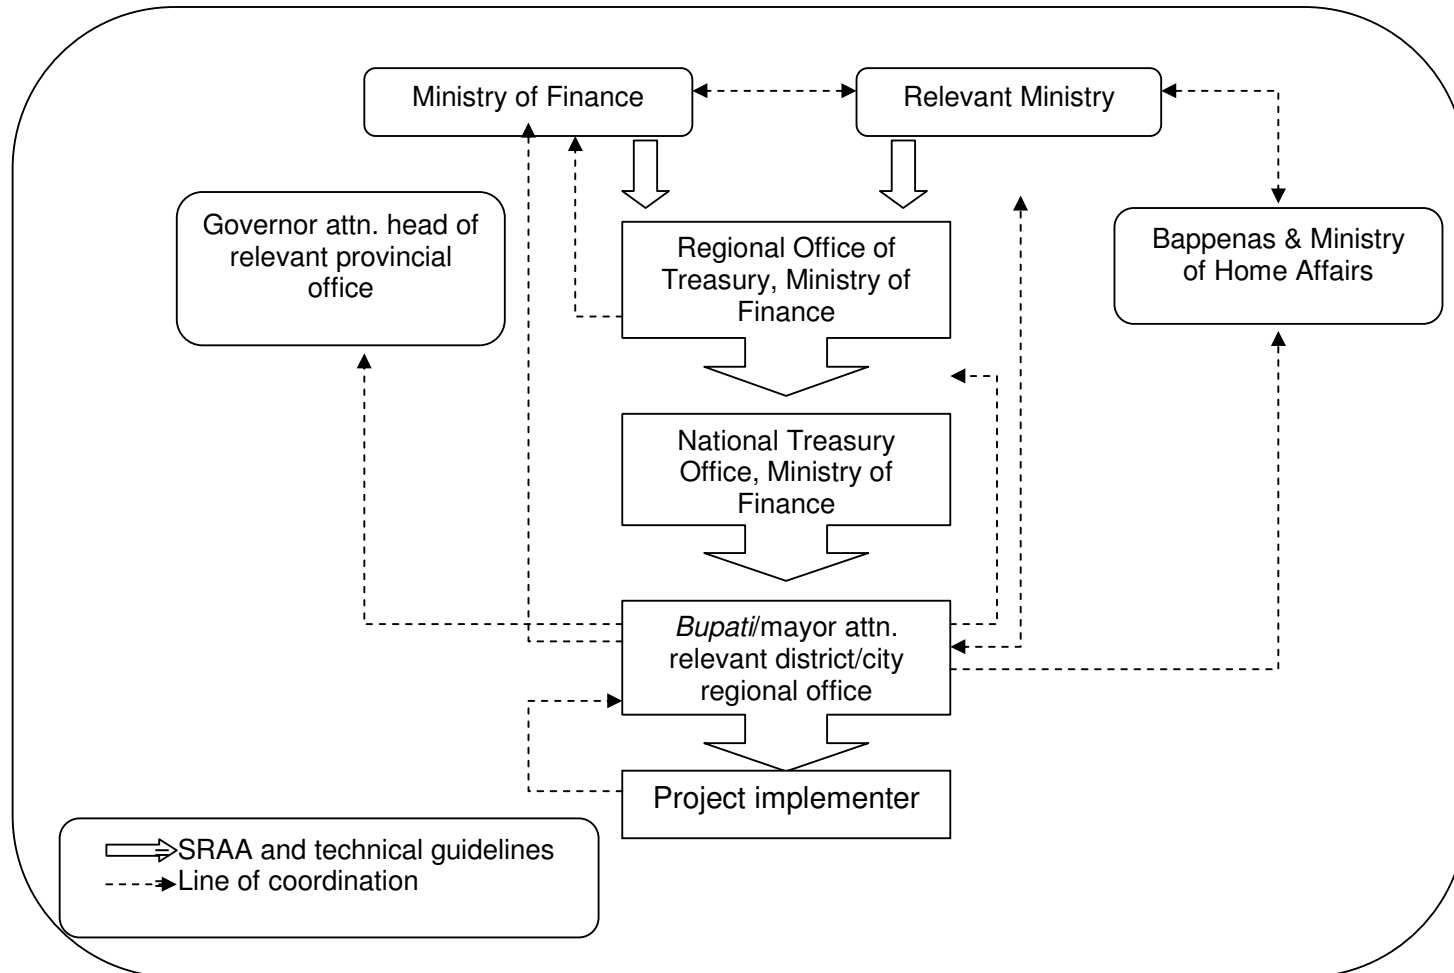 Ministry of Finance
Relevant Ministry
Governor attn. head of
relevant provincial
office
Regional Office of
Treasury, Ministry of
Finance
Bappenas & Ministry
of Home Affairs
National Treasury
Office, Ministry of
Finance
Bupati/mayor attn.
relevant district/city
regional office
Project implementer
SRAA and technical guidelines
Line of coordination